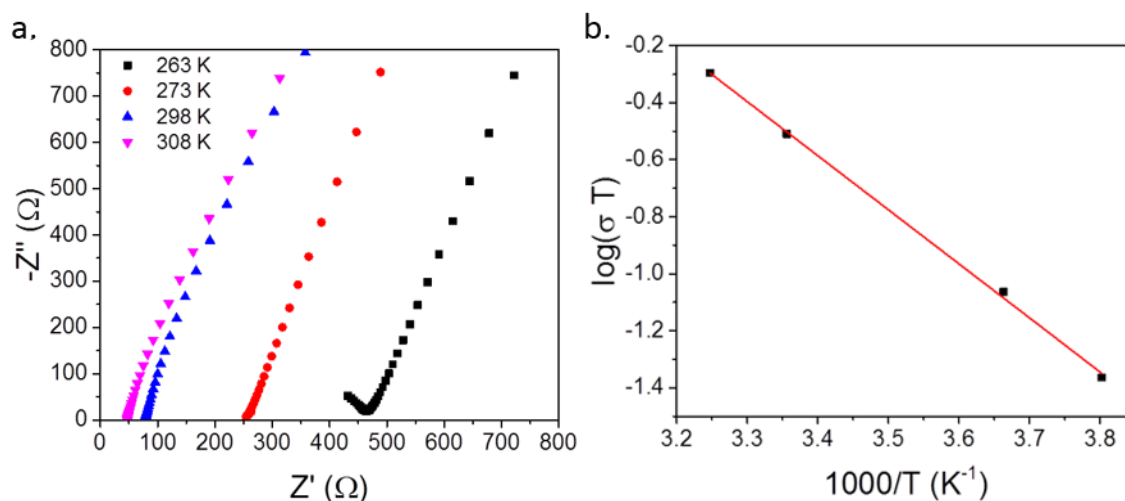 a.
800
700
600
500
400
300
200
100
0
-Z'' (Ω)
263 K
273 K
298 K
308 K
0 100 200 300 400 500 600 700 800
Z' (Ω)
b.
-0.2
-0.4
-0.6
-0.8
-1.0
-1.2
-1.4
log(σ T)
3.2 3.3 3.4 3.5 3.6 3.7 3.8
1000/T (K⁻¹)